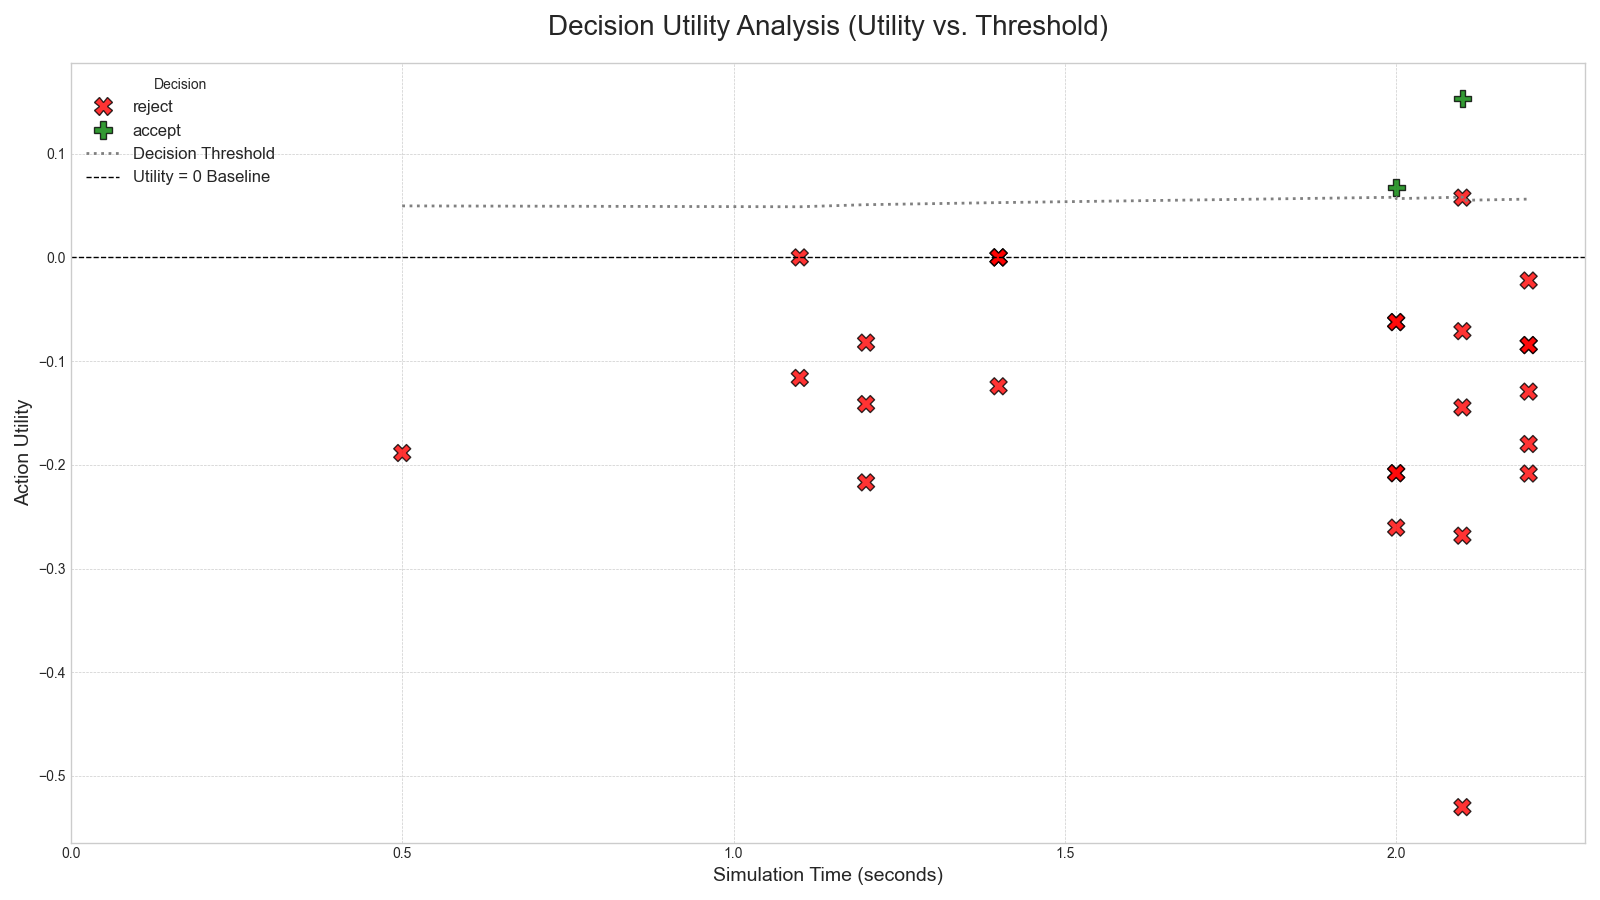 Decision Utility Analysis (Utility vs. Threshold)
Decision
reject
accept
Decision Threshold
Utility = 0 Baseline
0.1
0.0
−0.1
−0.2
−0.3
−0.4
−0.5
Action Utility
0.0
0.5
1.0
1.5
2.0
Simulation Time (seconds)